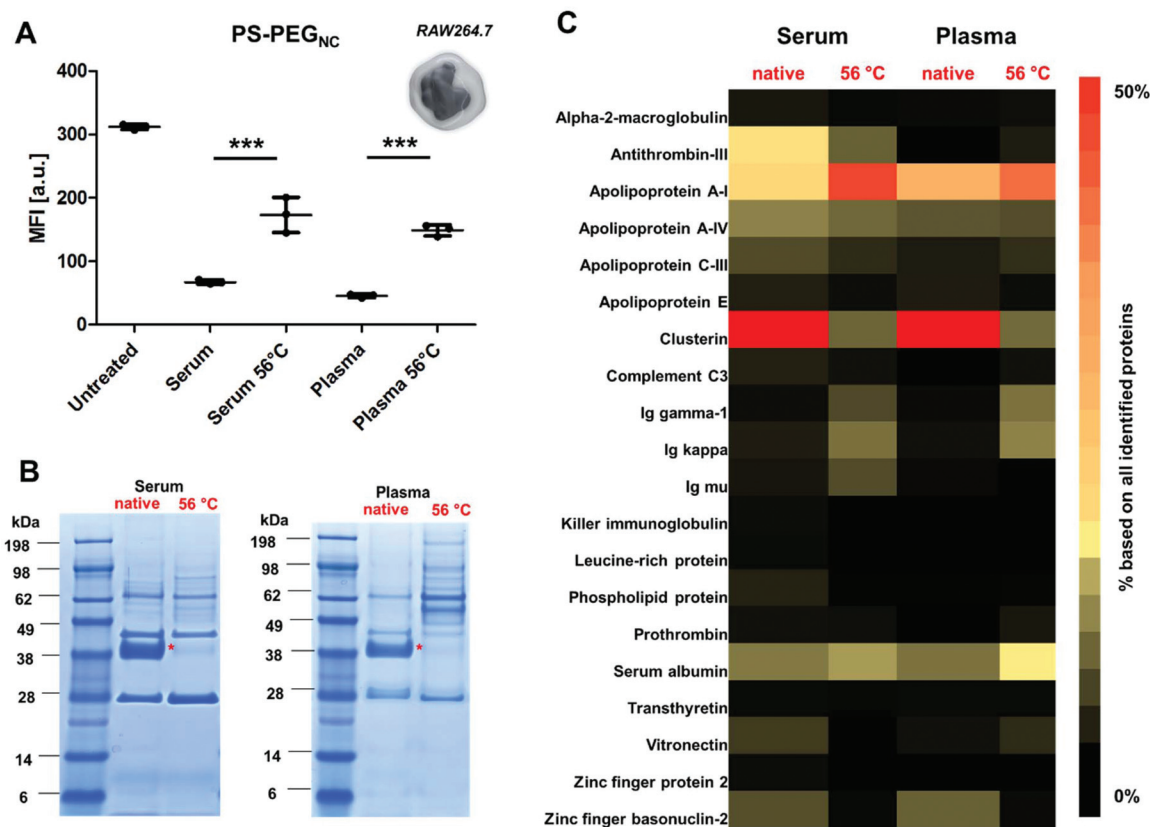 A
PS-PEG_NC
RAW264.7
MFI [a.u.]
400
300
200
100
0
***
***
Untreated
Serum
Serum 56°C
Plasma
Plasma 56°C
B
Serum
native 56 °C
kDa
198
98
62
49
38
28
14
6
*
Plasma
native 56 °C
kDa
198
98
62
49
38
28
14
6
*
C
Serum Plasma
native 56 °C native 56 °C
Alpha-2-macroglobulin
Antithrombin-III
Apolipoprotein A-I
Apolipoprotein A-IV
Apolipoprotein C-III
Apolipoprotein E
Clusterin
Complement C3
Ig gamma-1
Ig kappa
Ig mu
Killer immunoglobulin
Leucine-rich protein
Phospholipid protein
Prothrombin
Serum albumin
Transthyretin
Vitronectin
Zinc finger protein 2
Zinc finger basonuclin-2
50%
% based on all identified proteins
0%